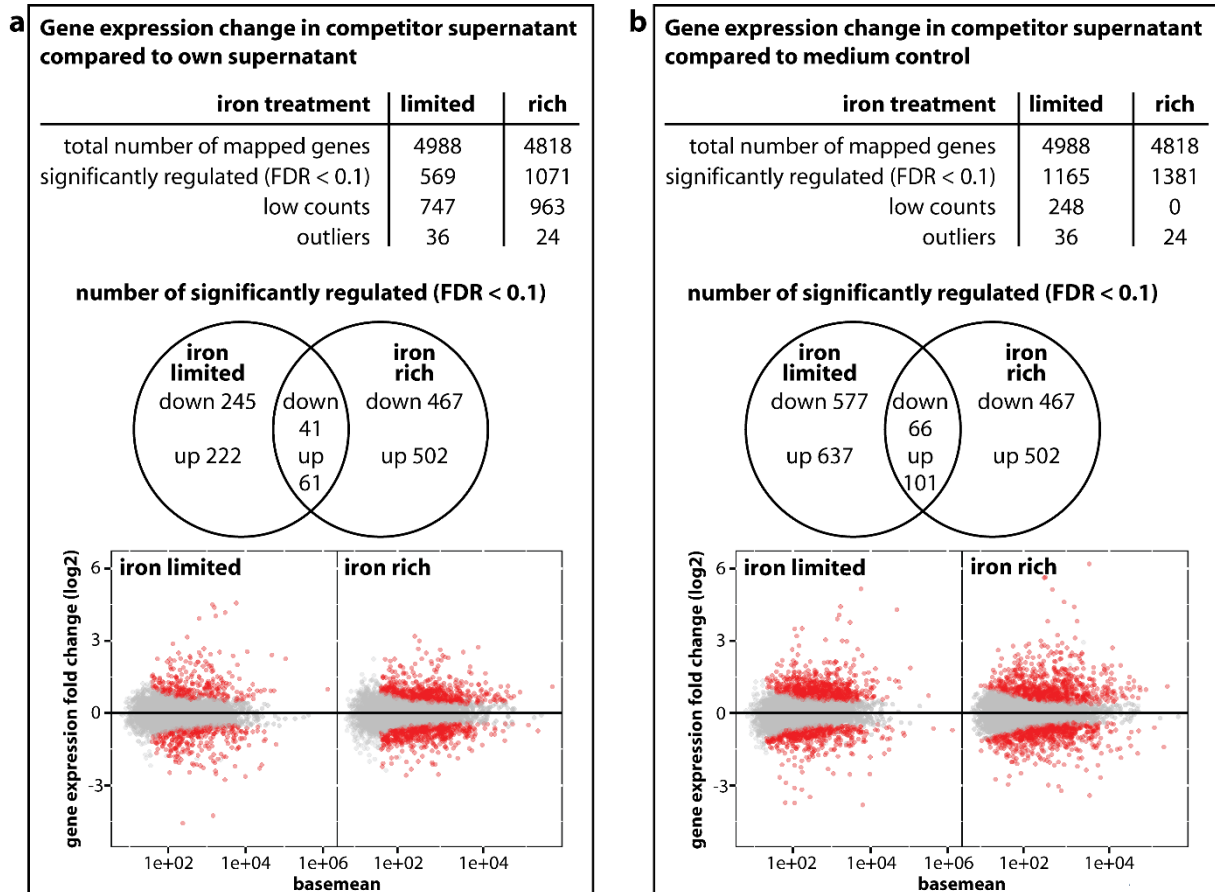 a
Gene expression change in competitor supernatant
compared to own supernatant
iron treatment limited rich
total number of mapped genes 4988 4818
significantly regulated (FDR < 0.1) 569 1071
low counts 747 963
outliers 36 24
number of significantly regulated (FDR < 0.1)
iron iron
limited rich
down 245 down down 467
41
up 222 up up 502
61
gene expression fold change (log2)
iron limited iron rich
6
3
0
-3
1e+02 1e+04 1e+06 1e+02 1e+04
basemean
b
Gene expression change in competitor supernatant
compared to medium control
iron treatment limited rich
total number of mapped genes 4988 4818
significantly regulated (FDR < 0.1) 1165 1381
low counts 248 0
outliers 36 24
number of significantly regulated (FDR < 0.1)
iron iron
limited rich
down 577 down down 467
66
up 637 up up 502
101
gene expression fold change (log2)
iron limited iron rich
6
3
0
-3
1e+02 1e+04 1e+06 1e+02 1e+04
basemean